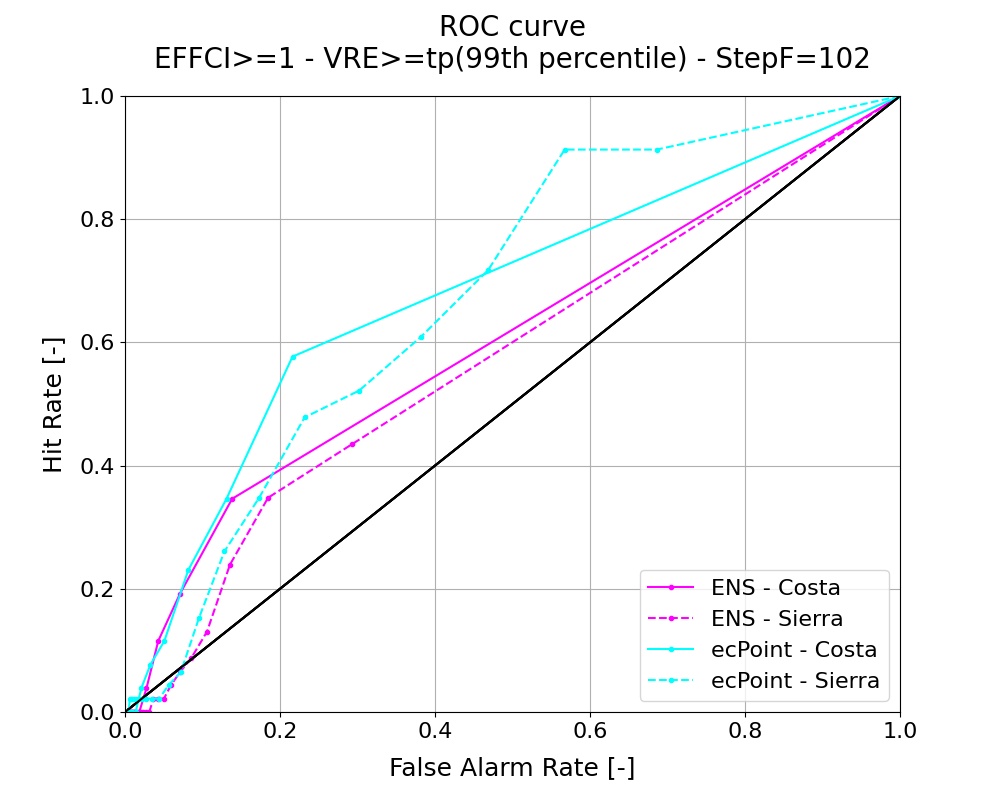 ROC curve
EFFCI>=1 - VRE>=tp(99th percentile) - StepF=102
1.0
0.8
0.6
0.4
0.2
0.0
Hit Rate [-]
0.0 0.2 0.4 0.6 0.8 1.0
False Alarm Rate [-]
ENS - Costa
ENS - Sierra
ecPoint - Costa
ecPoint - Sierra